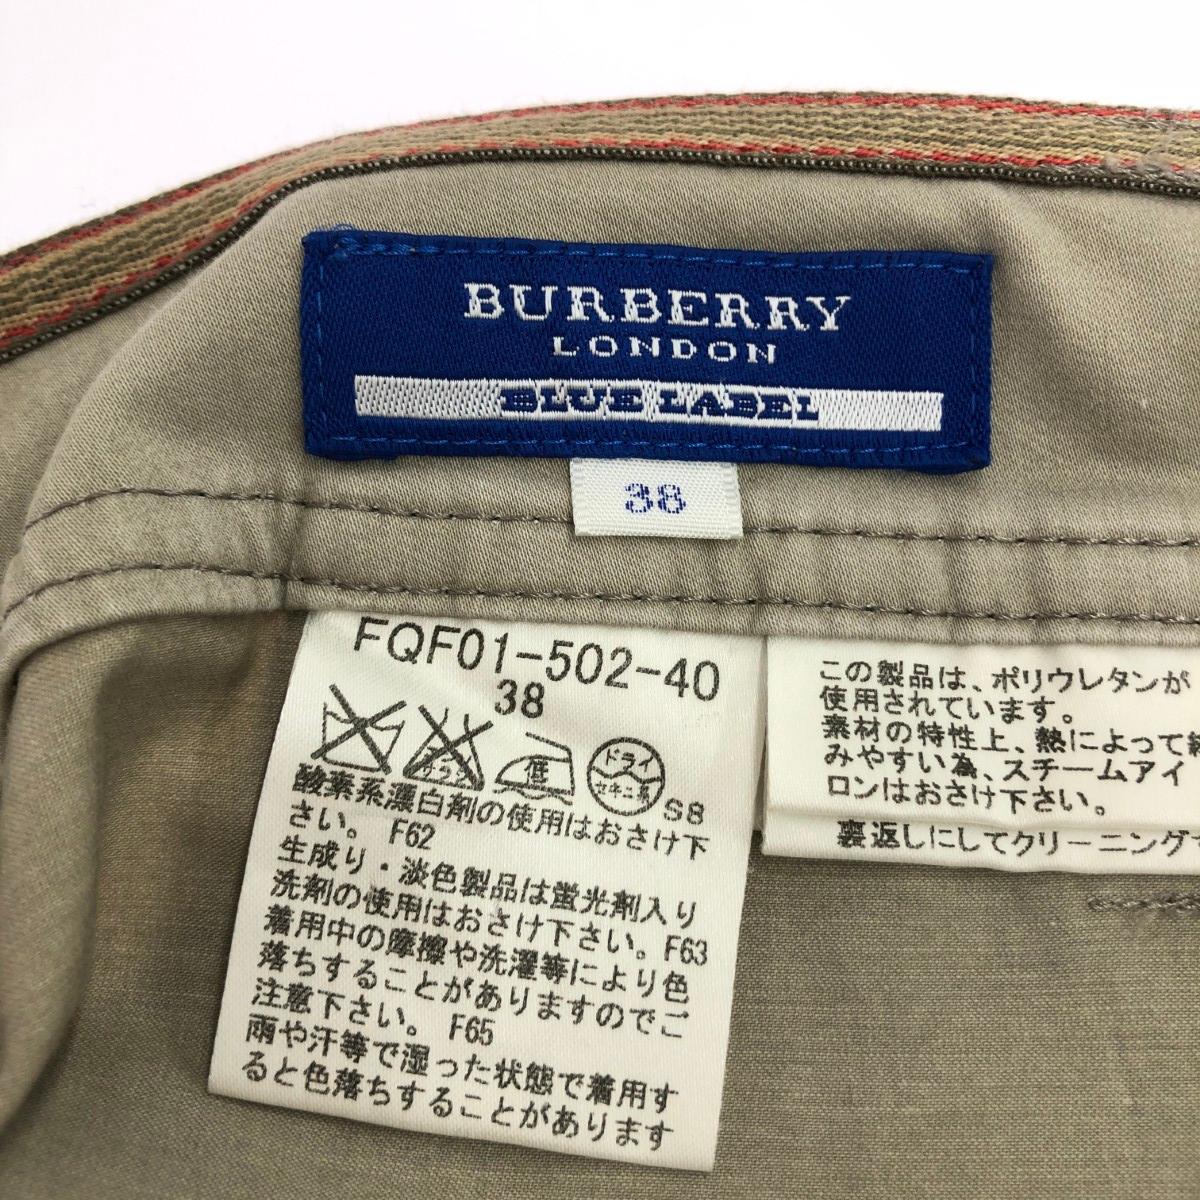 BURBERRY
LONDON
BLUE LABEL
38
FQF01-502-40
38
エンソ
サラシ
低
ドライ
セキユ系
S8
酸素系漂白剤の使用はおさけ下
さい。 F62
生成り・淡色製品は蛍光剤入り
洗剤の使用はおさけ下さい。F63
着用中の摩擦や洗濯等により色
落ちすることがありますのでご
注意下さい。 F65
雨や汗等で湿った状態で着用す
ると色落ちすることがあります
この製品は、ポリウレタンが
使用されています。
素材の特性上、熱によって縮
みやすい為、スチームアイ
ロンはおさけ下さい。
裏返しにしてクリーニング